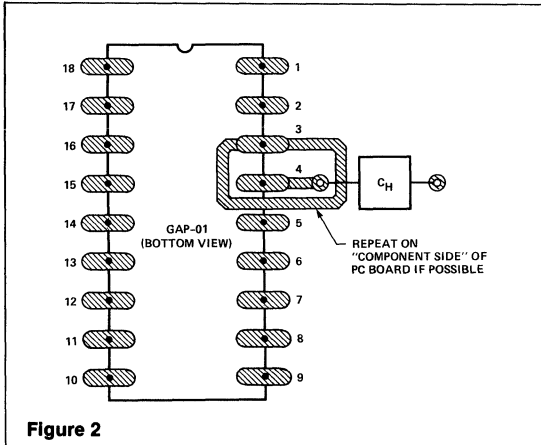 18
1
17
2
16
3
15
4
C_H
14
GAP-01
(BOTTOM VIEW)
5
REPEAT ON
"COMPONENT SIDE" OF
PC BOARD IF POSSIBLE
13
6
12
7
11
8
10
9
Figure 2